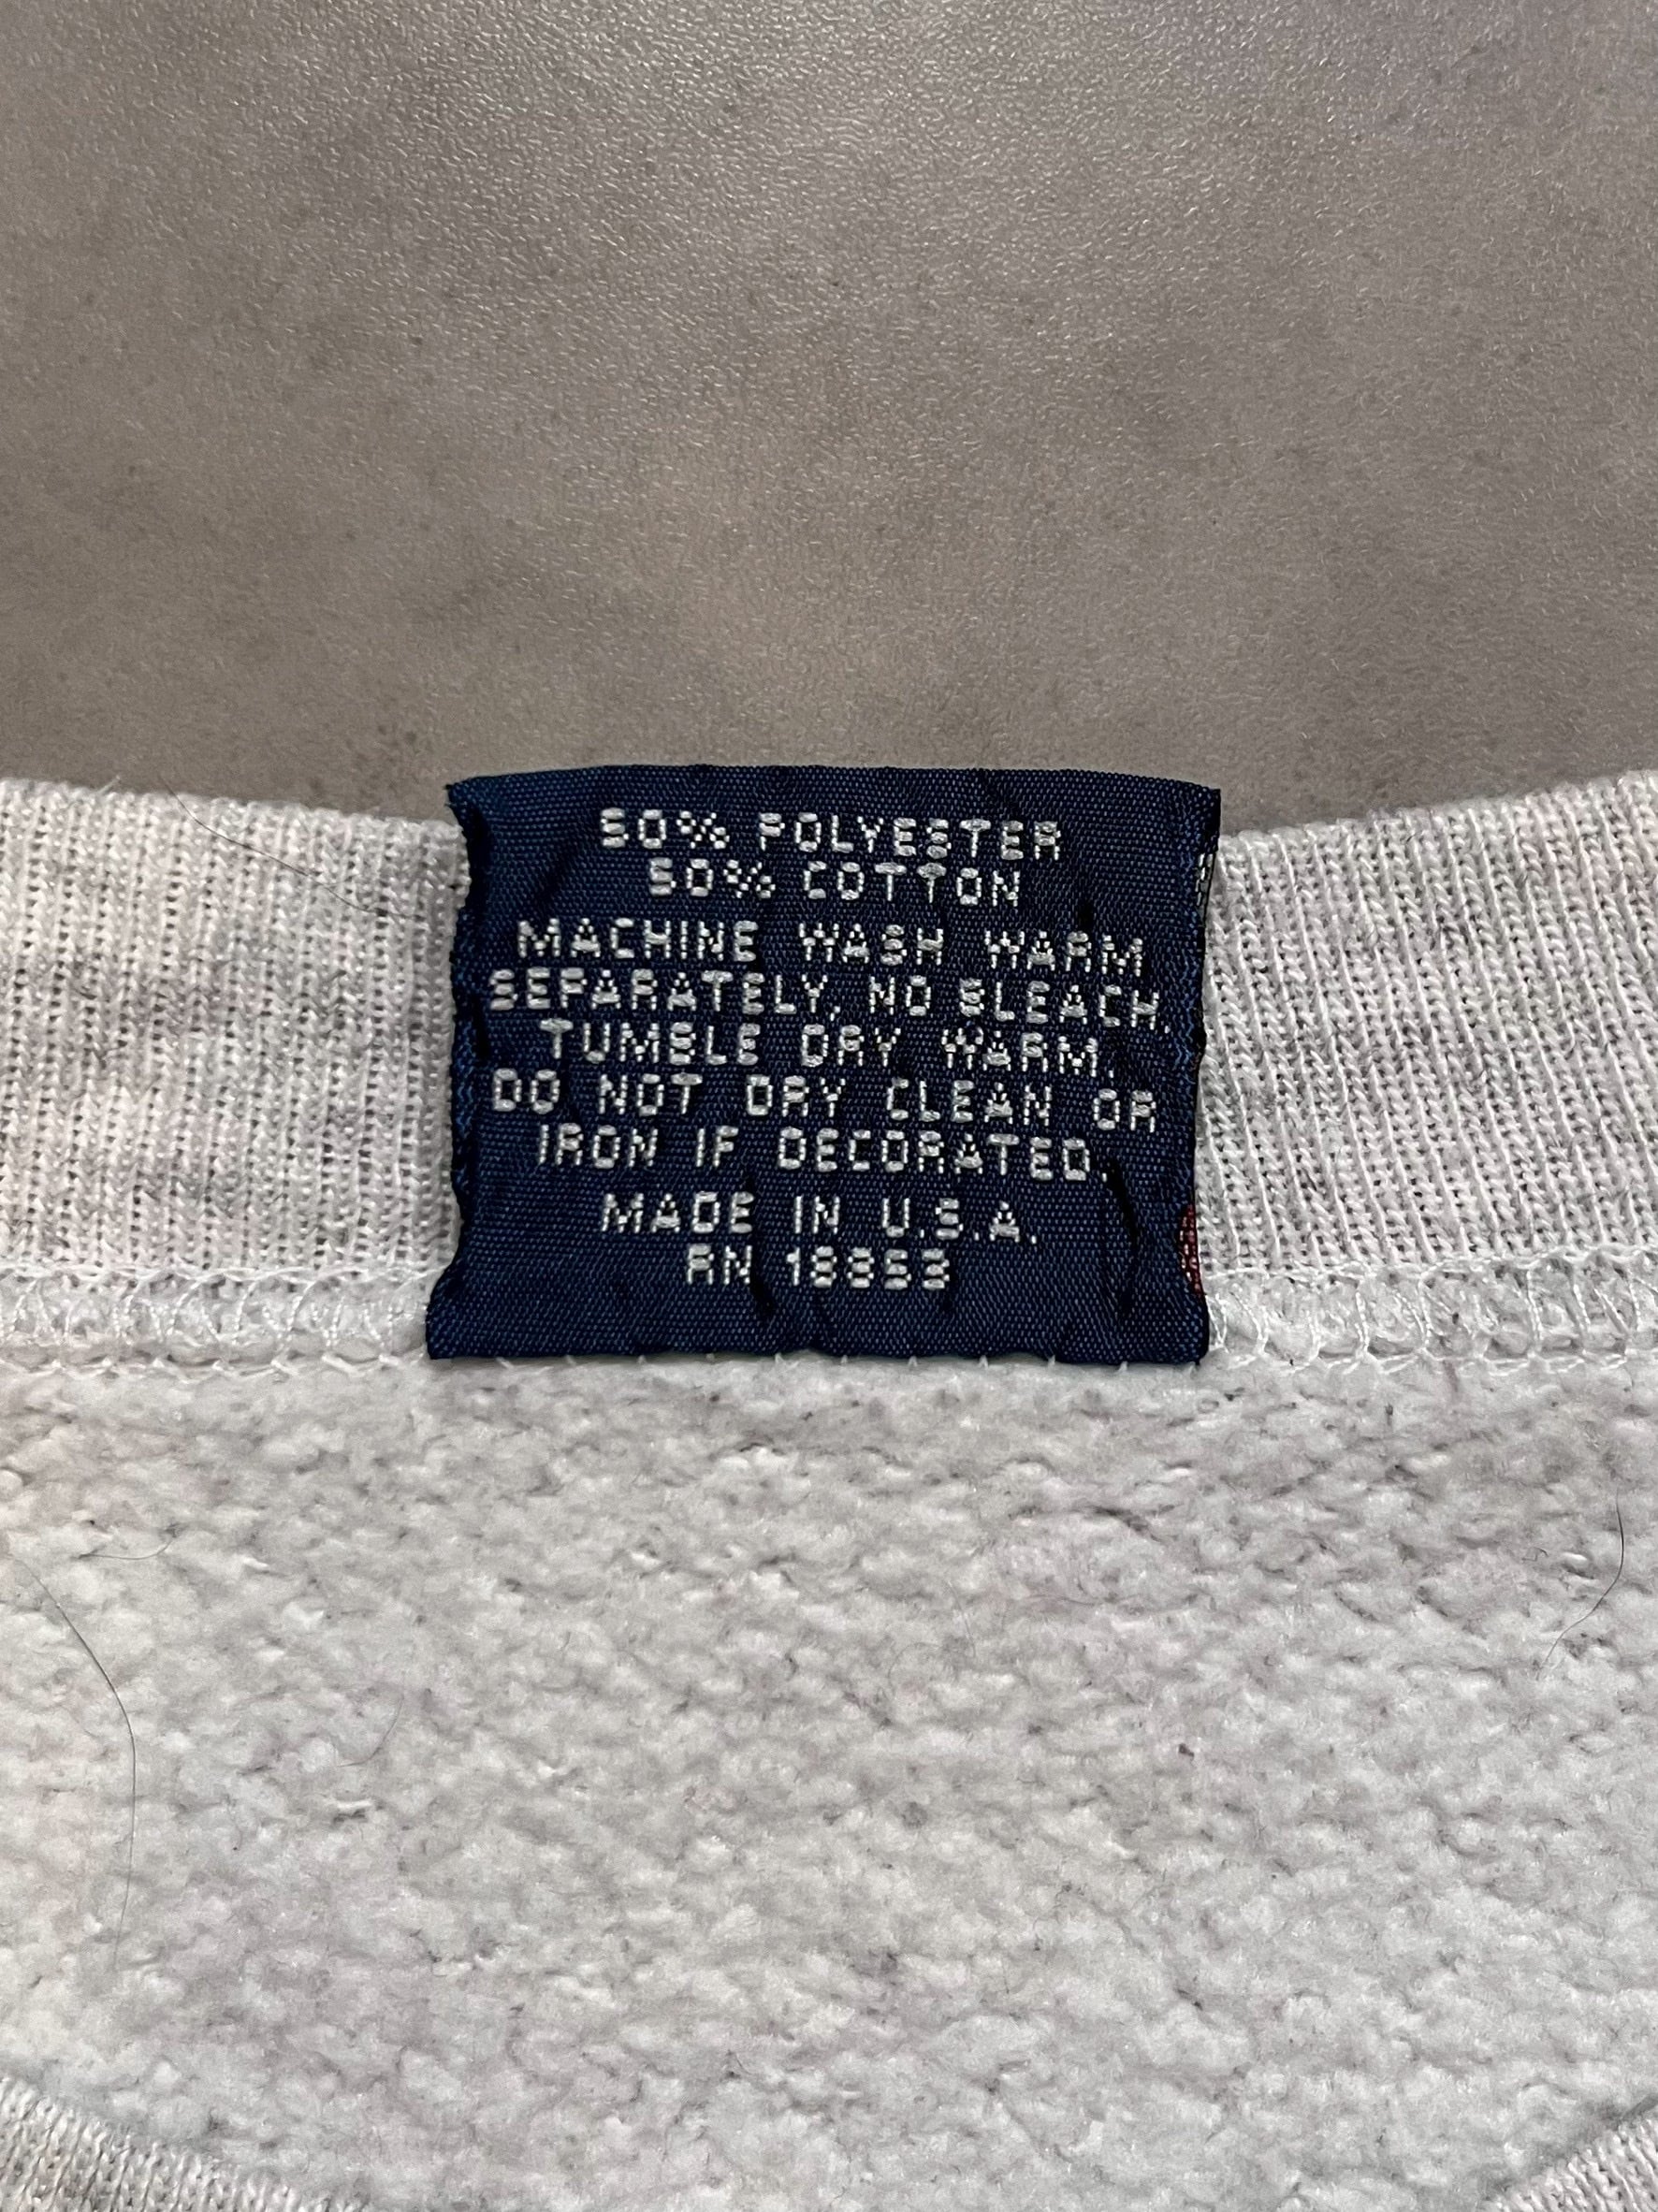 50% POLYESTER
50% COTTON
MACHINE WASH WARM
SEPARATELY, NO BLEACH,
TUMBLE DRY WARM,
DO NOT DRY CLEAN OR
IRON IF DECORATED.
MADE IN U.S.A.
RN